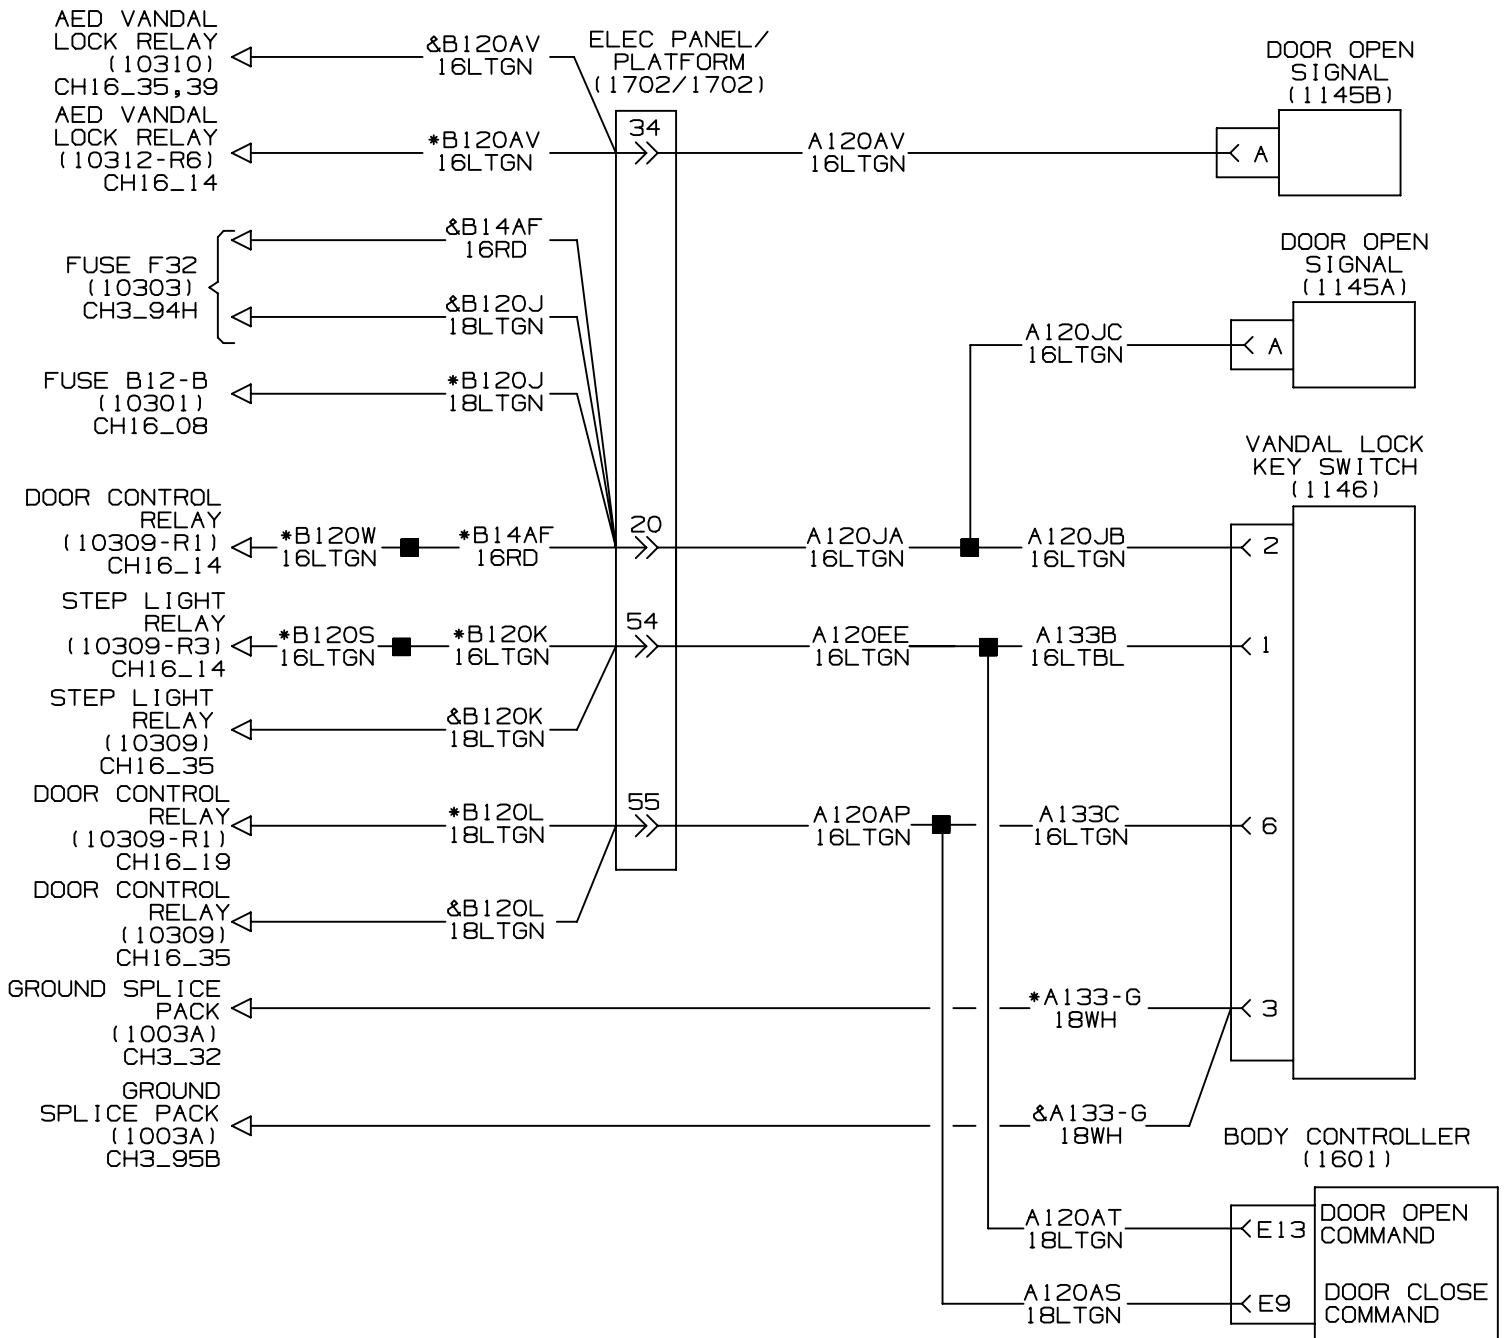 AED VANDAL
LOCK RELAY
(10310)
CH16_35,39
&B120AV
16LTGN
ELEC PANEL/
PLATFORM
(1702/1702)
DOOR OPEN
SIGNAL
(1145B)
AED VANDAL
LOCK RELAY
(10312-R6)
CH16_14
*B120AV
16LTGN
34
A120AV
16LTGN
A
FUSE F32
(10303)
CH3_94H
&B14AF
16RD
&B120J
18LTGN
DOOR OPEN
SIGNAL
(1145A)
A120JC
16LTGN
A
FUSE B12-B
(10301)
CH16_08
*B120J
18LTGN
VANDAL LOCK
KEY SWITCH
(1146)
DOOR CONTROL
RELAY
(10309-R1)
CH16_14
*B120W
16LTGN
*B14AF
16RD
20
A120JA
16LTGN
A120JB
16LTGN
2
STEP LIGHT
RELAY
(10309-R3)
CH16_14
*B120S
16LTGN
*B120K
16LTGN
54
A120EE
16LTGN
A133B
16LTBL
1
STEP LIGHT
RELAY
(10309)
CH16_35
&B120K
18LTGN
DOOR CONTROL
RELAY
(10309-R1)
CH16_19
*B120L
18LTGN
55
A120AP
16LTGN
A133C
16LTGN
6
DOOR CONTROL
RELAY
(10309)
CH16_35
&B120L
18LTGN
GROUND SPLICE
PACK
(1003A)
CH3_32
*A133-G
18WH
3
GROUND
SPLICE PACK
(1003A)
CH3_95B
&A133-G
18WH
BODY CONTROLLER
(1601)
A120AT
18LTGN
E13
DOOR OPEN
COMMAND
A120AS
18LTGN
E9
DOOR CLOSE
COMMAND